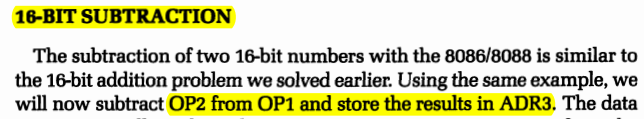 16-BIT SUBTRACTION
The subtraction of two 16-bit numbers with the 8086/8088 is similar to
the 16-bit addition problem we solved earlier. Using the same example, we
will now subtract OP2 from OP1 and store the results in ADR3. The data